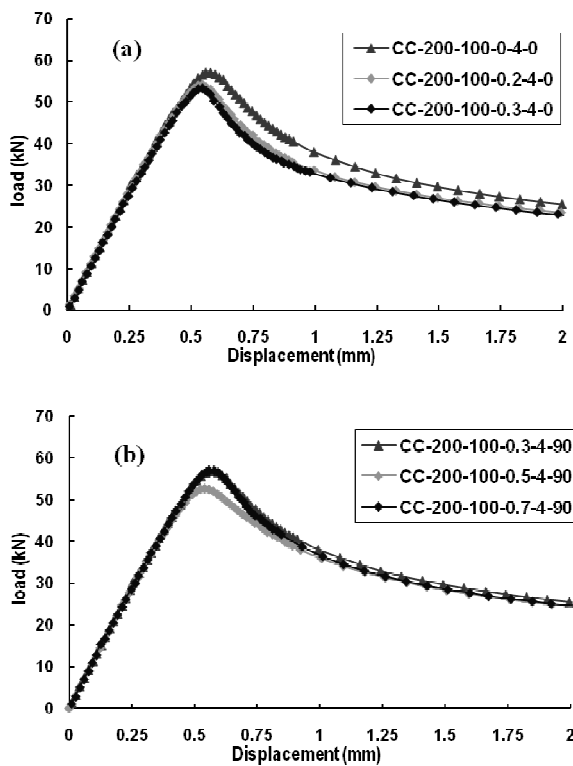 (a)
CC-200-100-0-4-0
CC-200-100-0.2-4-0
CC-200-100-0.3-4-0
load (kN)
70
60
50
40
30
20
10
0
0 0.25 0.5 0.75 1 1.25 1.5 1.75 2
Displacement (mm)
(b)
CC-200-100-0.3-4-90
CC-200-100-0.5-4-90
CC-200-100-0.7-4-90
load (kN)
70
60
50
40
30
20
10
0
0 0.25 0.5 0.75 1 1.25 1.5 1.75 2
Displacement (mm)